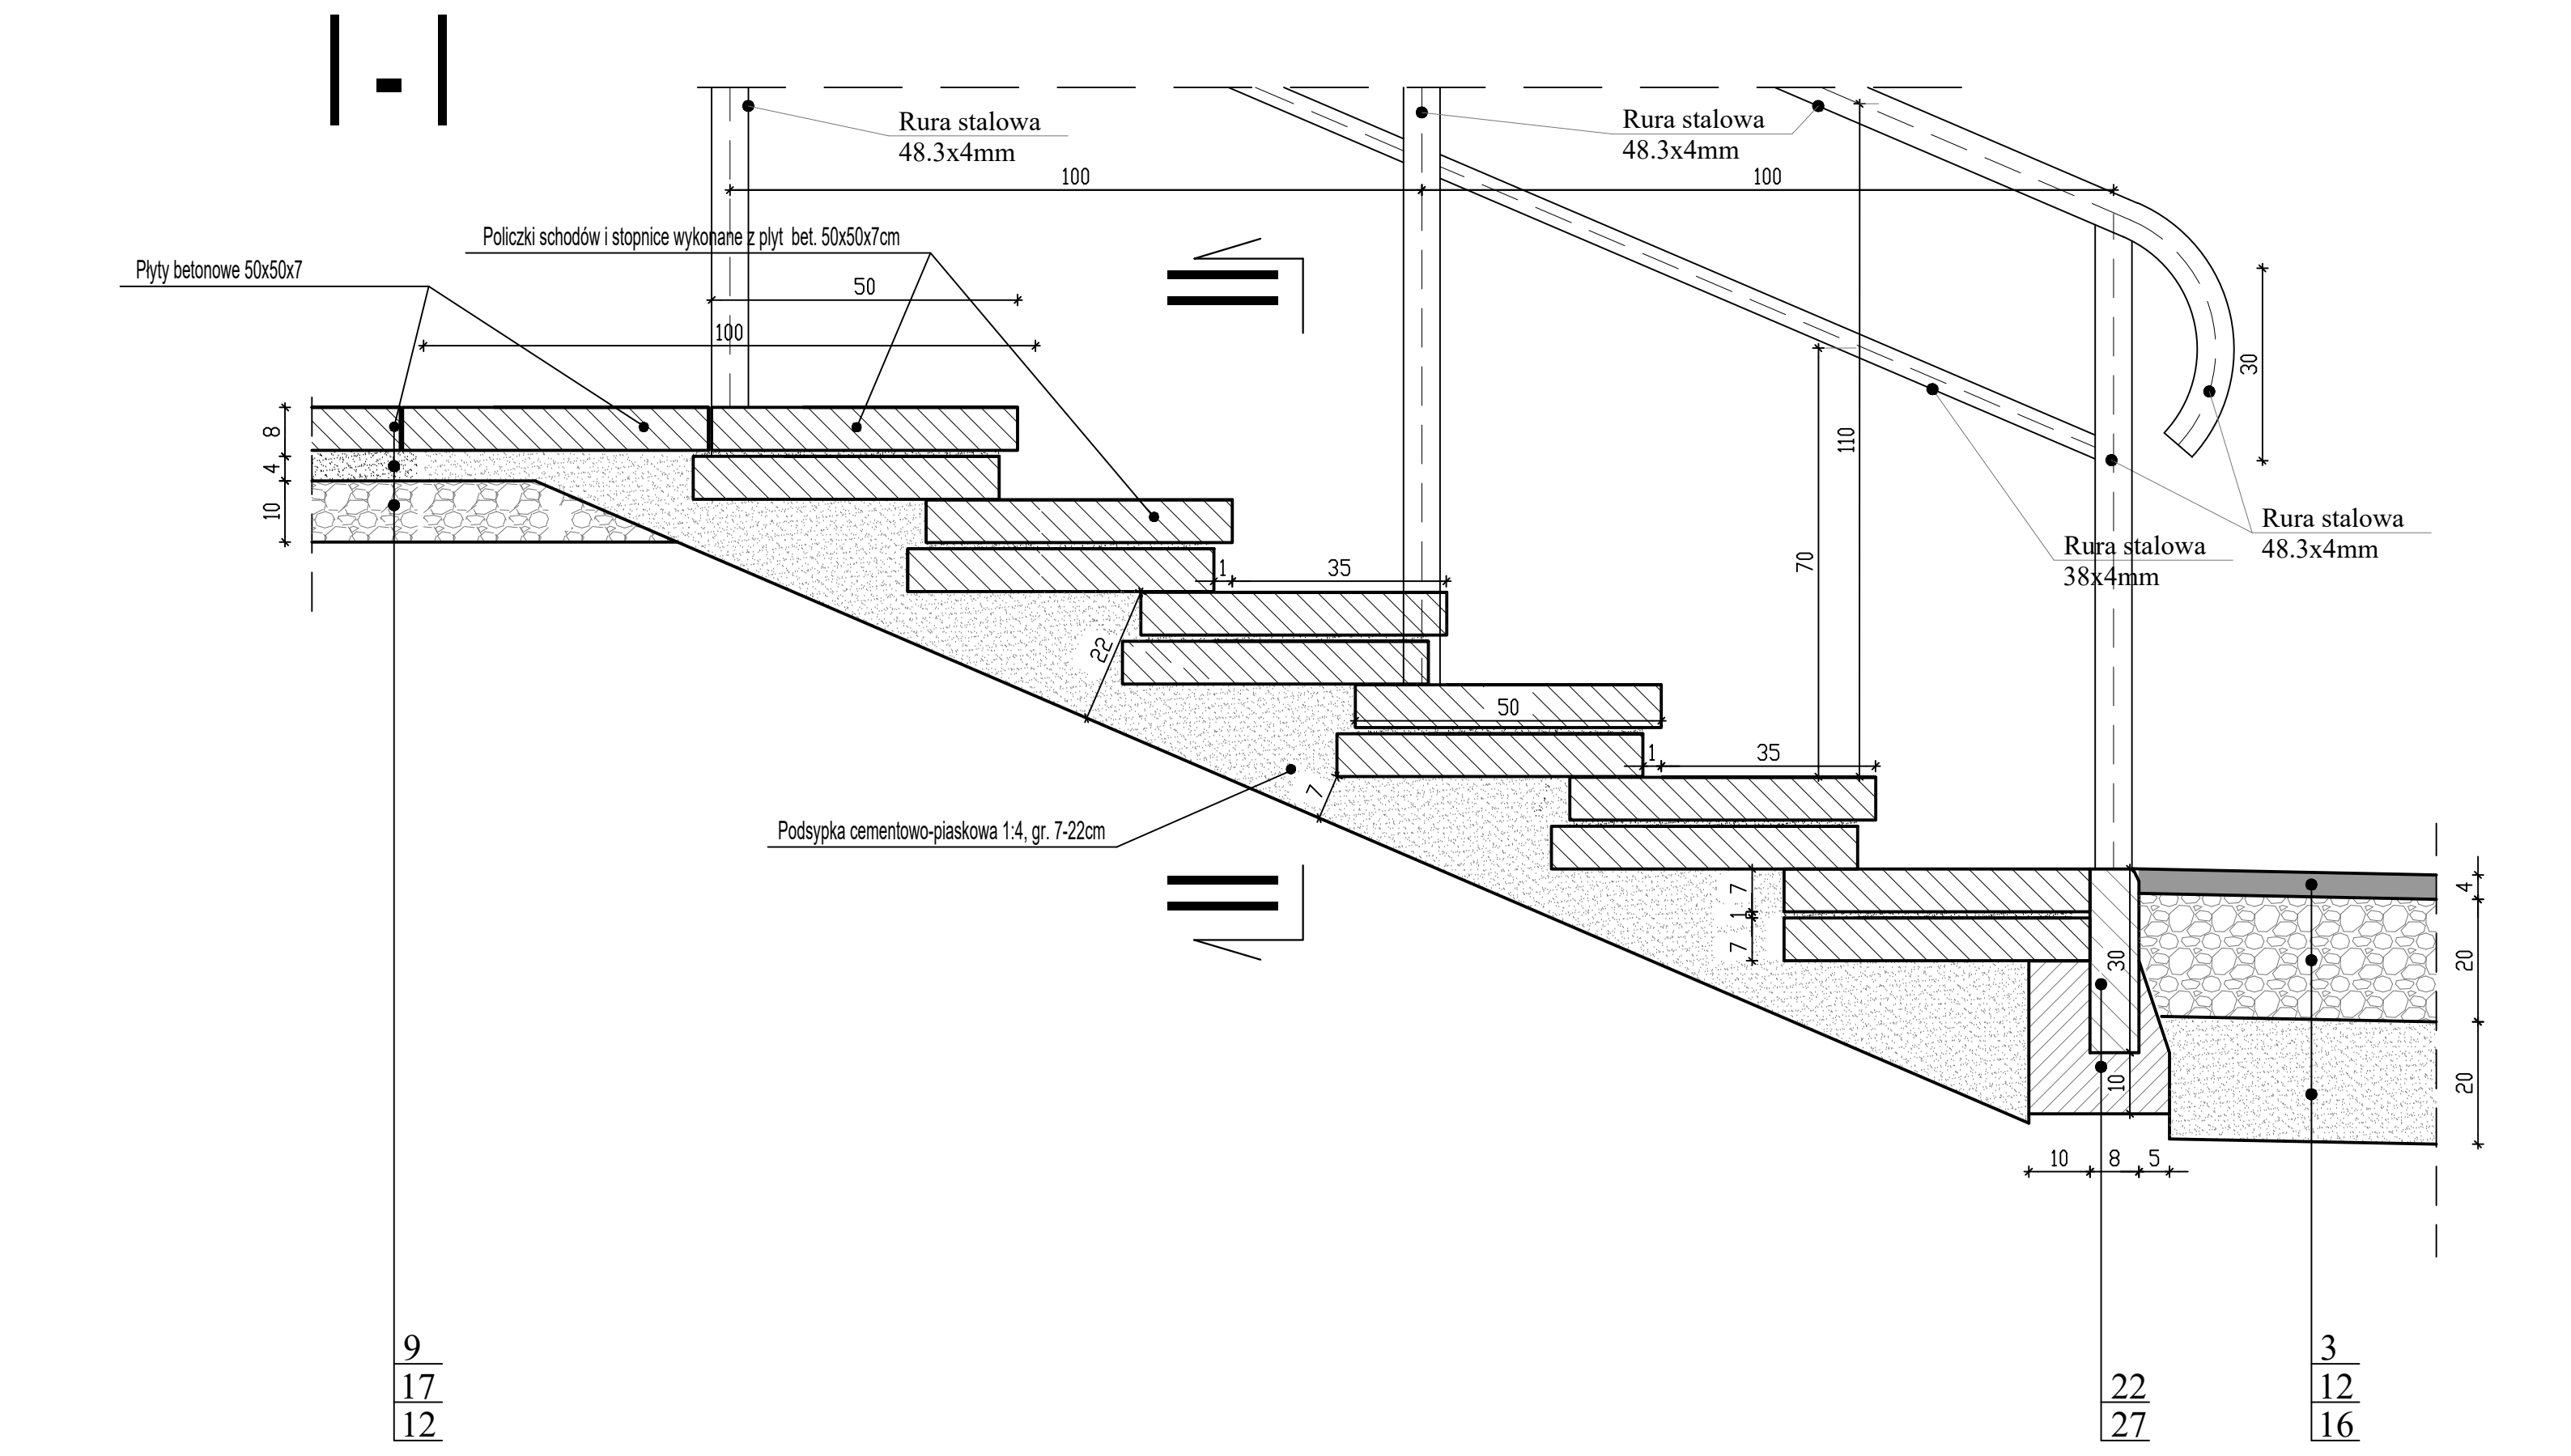 I - I
Rura stalowa
48.3x4mm
Rura stalowa
48.3x4mm
100
100
Policzki schodów i stopnice wykonane z plyt bet. 50x50x7cm
Płyty betonowe 50x50x7
50
100
30
8
4
10
110
70
Rura stalowa
48.3x4mm
Rura stalowa
38x4mm
1
35
22
50
1
35
7
Podsypka cementowo-piaskowa 1:4, gr. 7-22cm
II
II
7
1
7
30
10
4
20
20
10
8
5
9
17
12
22
27
3
12
16